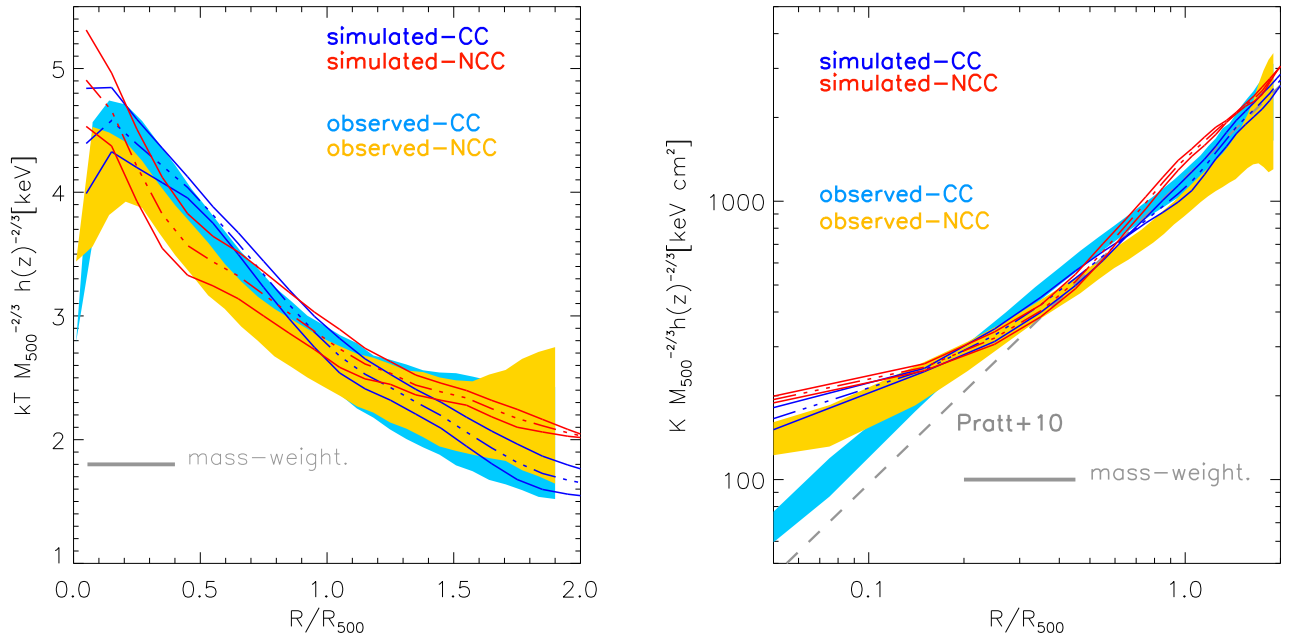 simulated-CC
simulated-NCC
observed-CC
observed-NCC
kT M500^-2/3 h(z)^-2/3[keV]
5
4
3
2
1
mass-weight.
0.0 0.5 1.0 1.5 2.0
R/R500
simulated-CC
simulated-NCC
observed-CC
observed-NCC
K M500^-2/3h(z)^-2/3[keV cm^2]
1000
100
Pratt+10
mass-weight.
0.1 1.0
R/R500